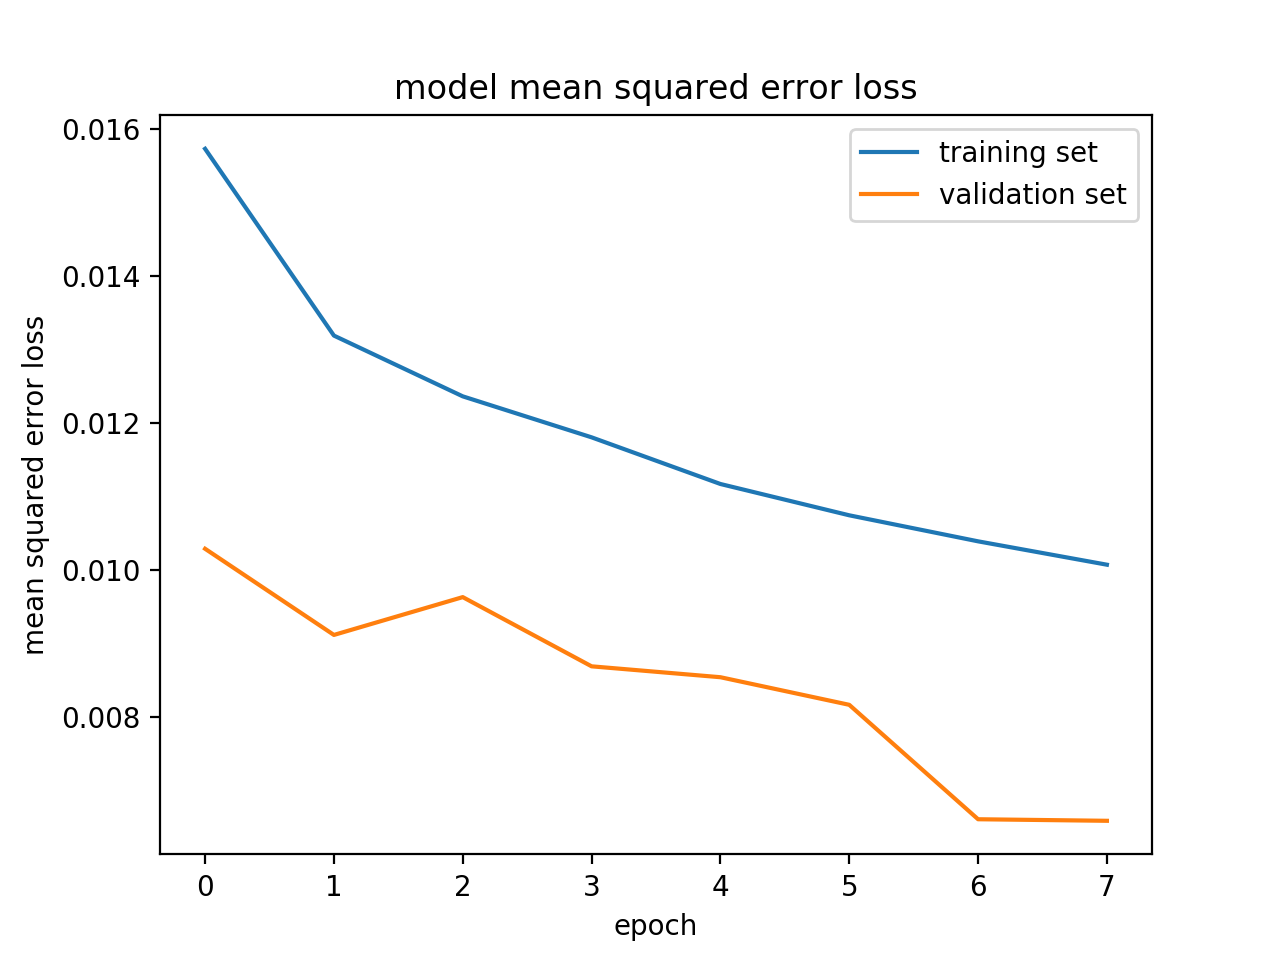 model mean squared error loss
training set
validation set
mean squared error loss
0.016
0.014
0.012
0.010
0.008
0 1 2 3 4 5 6 7
epoch